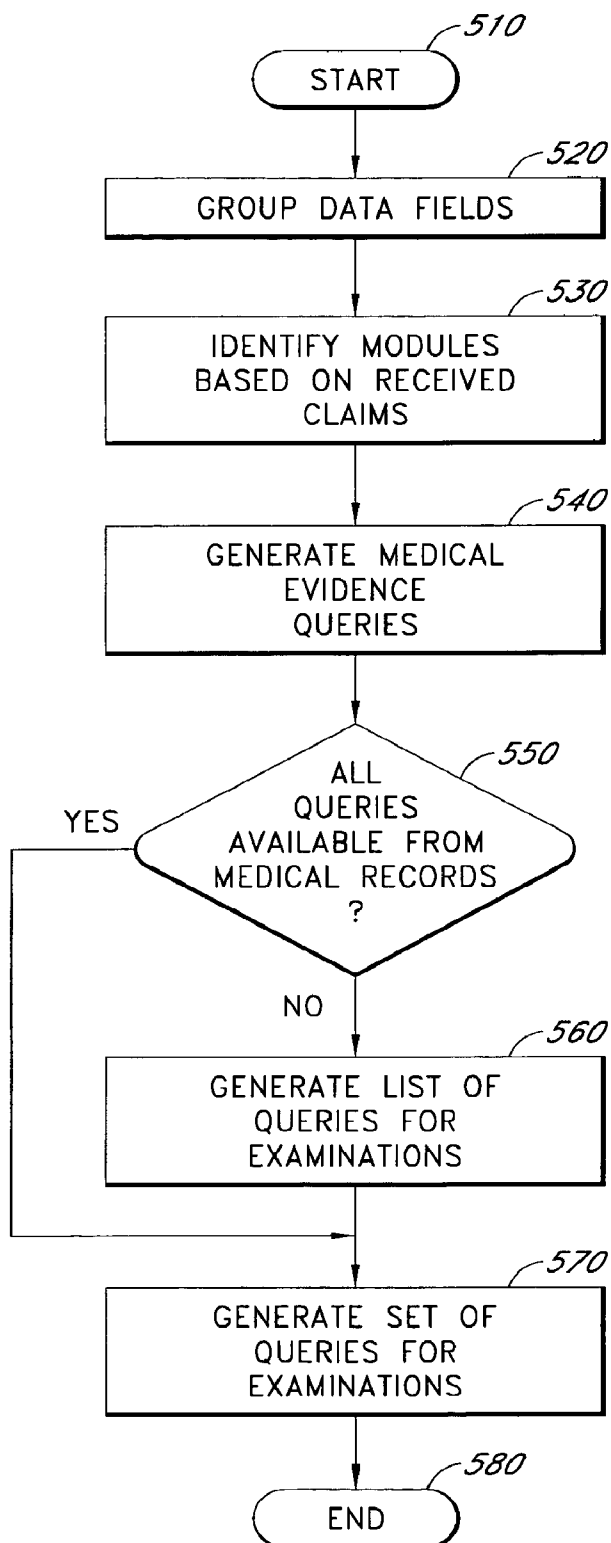 510
START
520
GROUP DATA FIELDS
530
IDENTIFY MODULES
BASED ON RECEIVED
CLAIMS
540
GENERATE MEDICAL
EVIDENCE
QUERIES
550
ALL
QUERIES
AVAILABLE FROM
MEDICAL RECORDS
?
YES
NO
560
GENERATE LIST OF
QUERIES FOR
EXAMINATIONS
570
GENERATE SET OF
QUERIES FOR
EXAMINATIONS
580
END